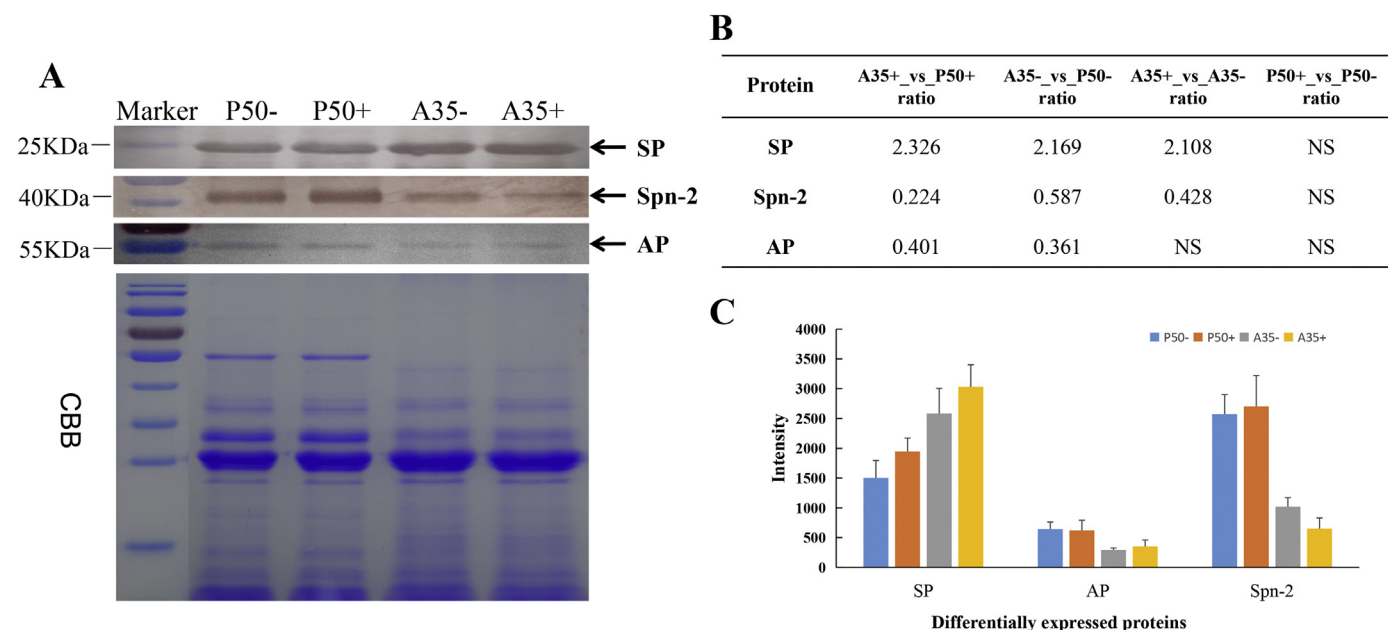 A
Marker P50- P50+ A35- A35+
25KDa SP
40KDa Spn-2
55KDa AP
CBB
B
Protein A35+_vs_P50+ ratio A35-_vs_P50- ratio A35+_vs_A35- ratio P50+_vs_P50- ratio
SP 2.326 2.169 2.108 NS
Spn-2 0.224 0.587 0.428 NS
AP 0.401 0.361 NS NS
C
P50- P50+ A35- A35+
Intensity
4000
3500
3000
2500
2000
1500
1000
500
0
SP AP Spn-2
Differentially expressed proteins